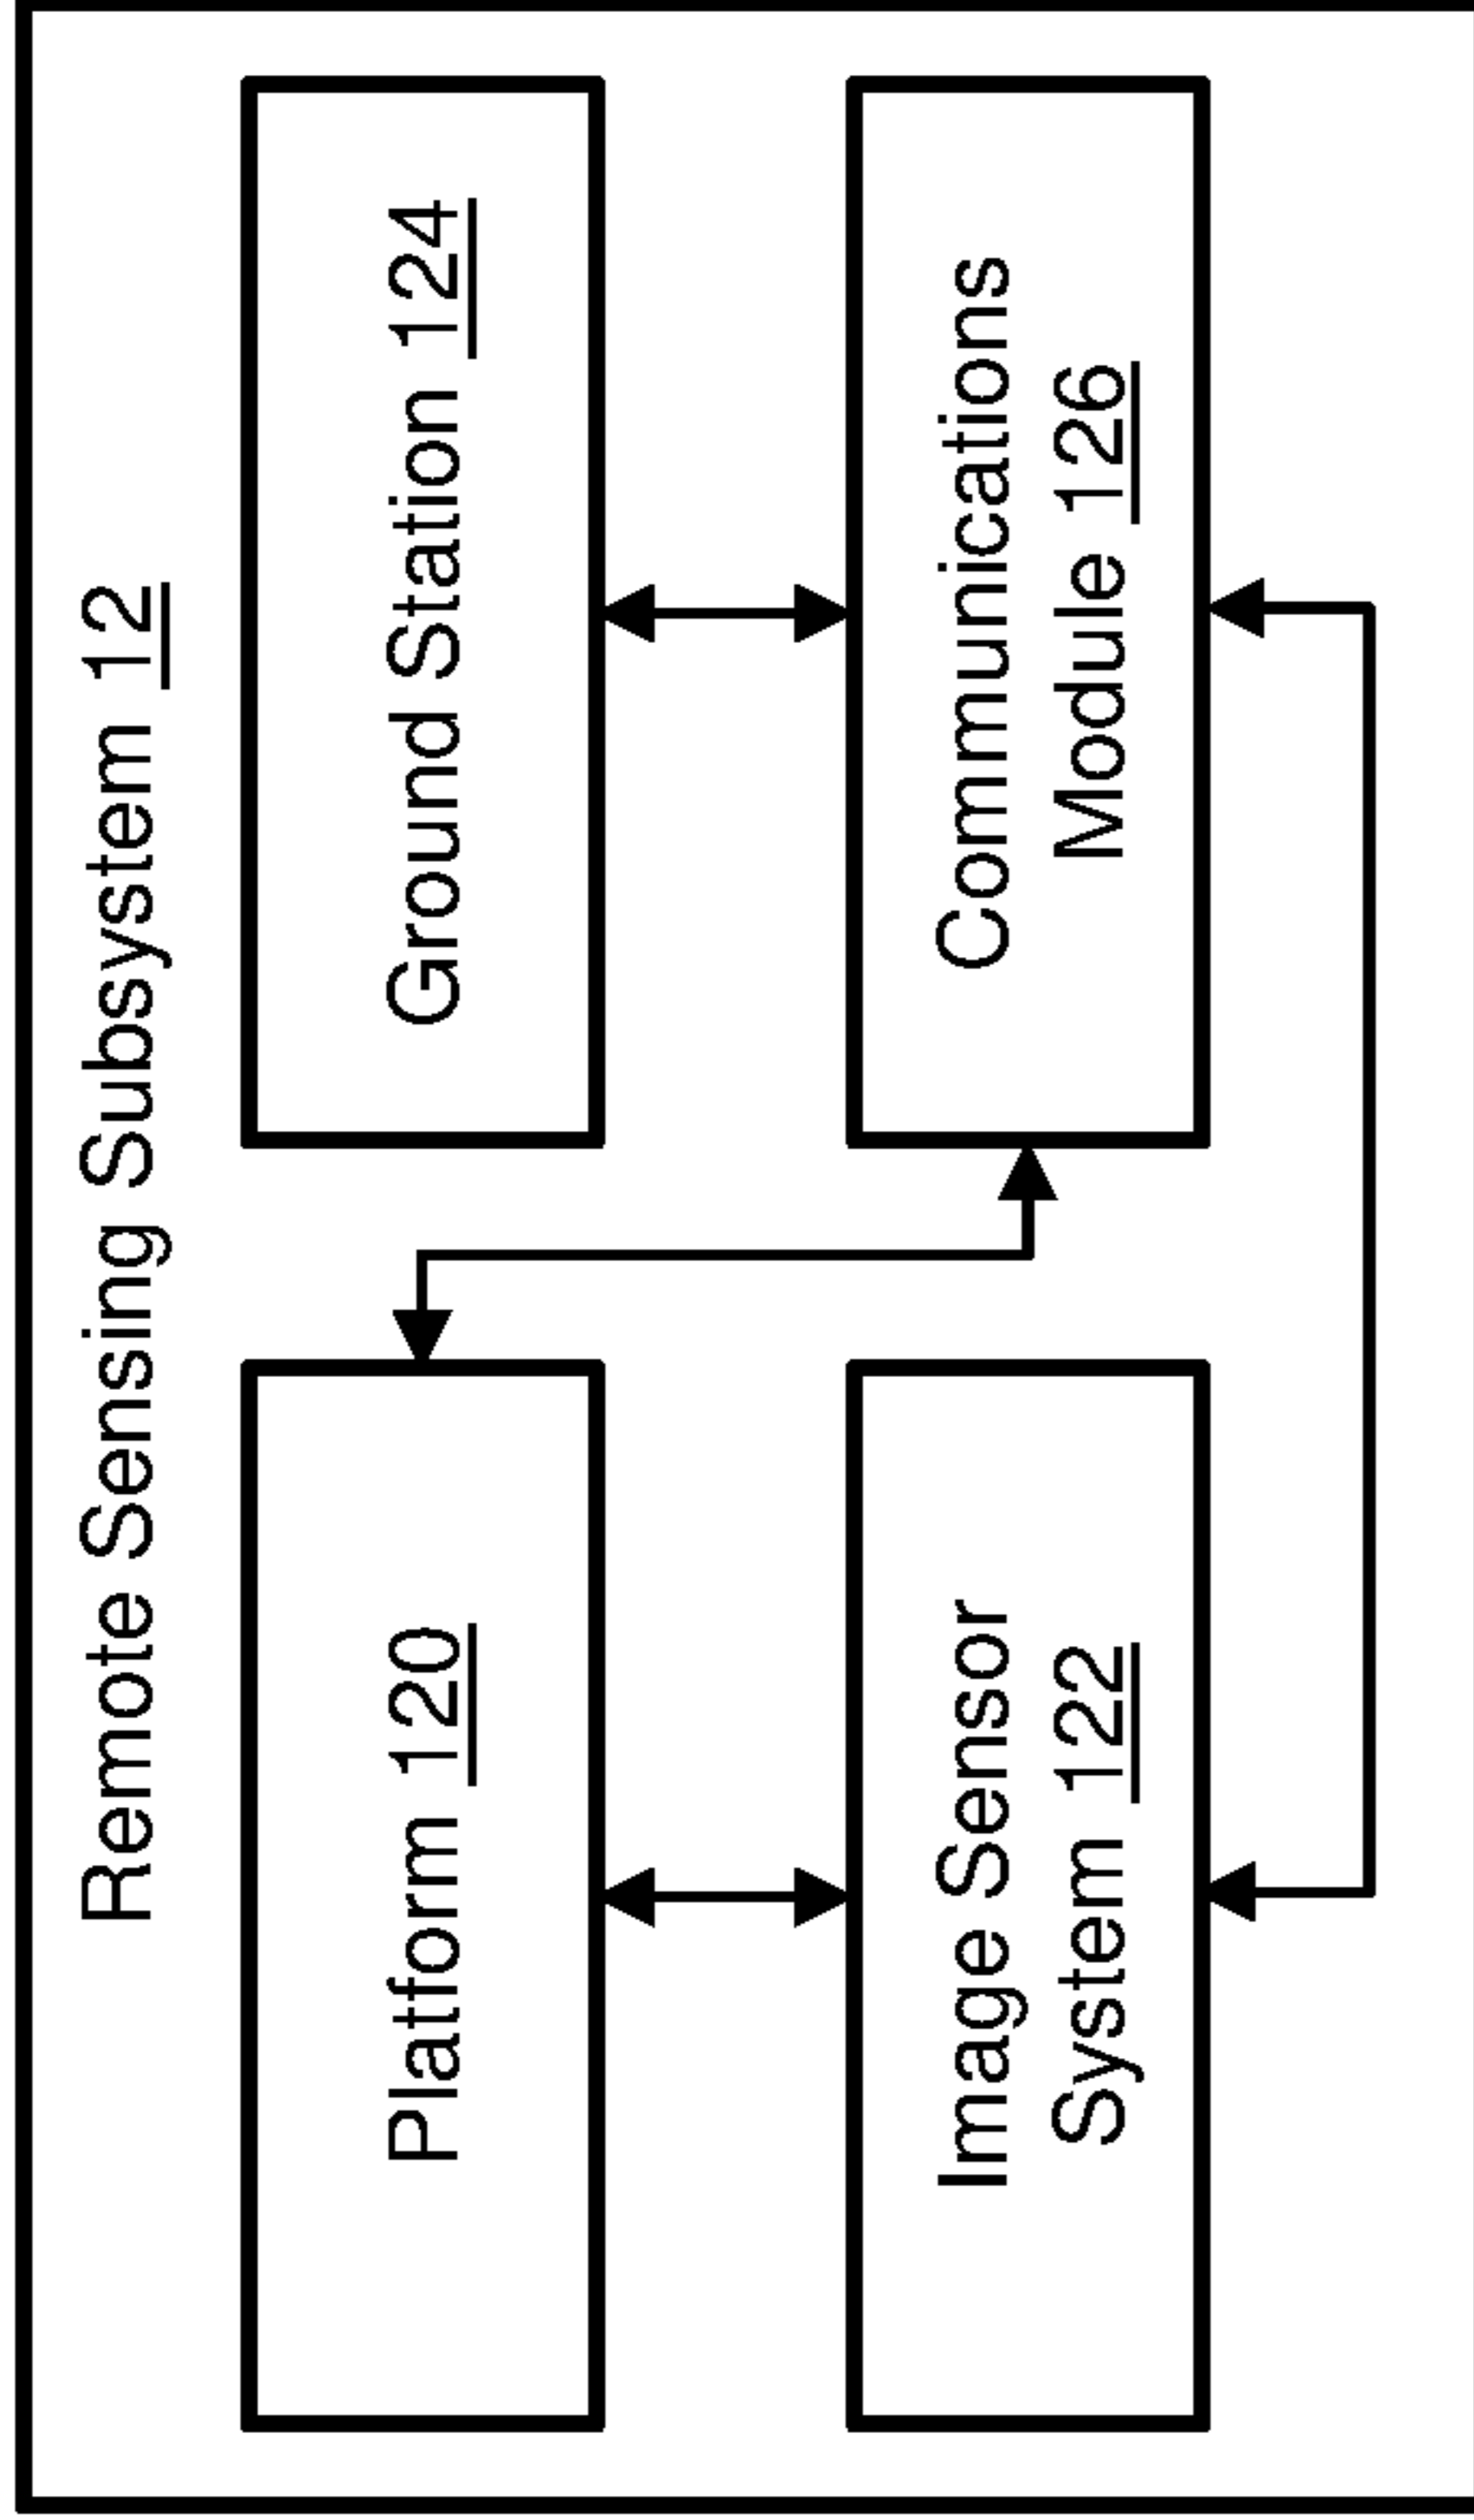 Remote Sensing Subsystem 12
Platform 120
Ground Station 124
Image Sensor
System 122
Communications
Module 126